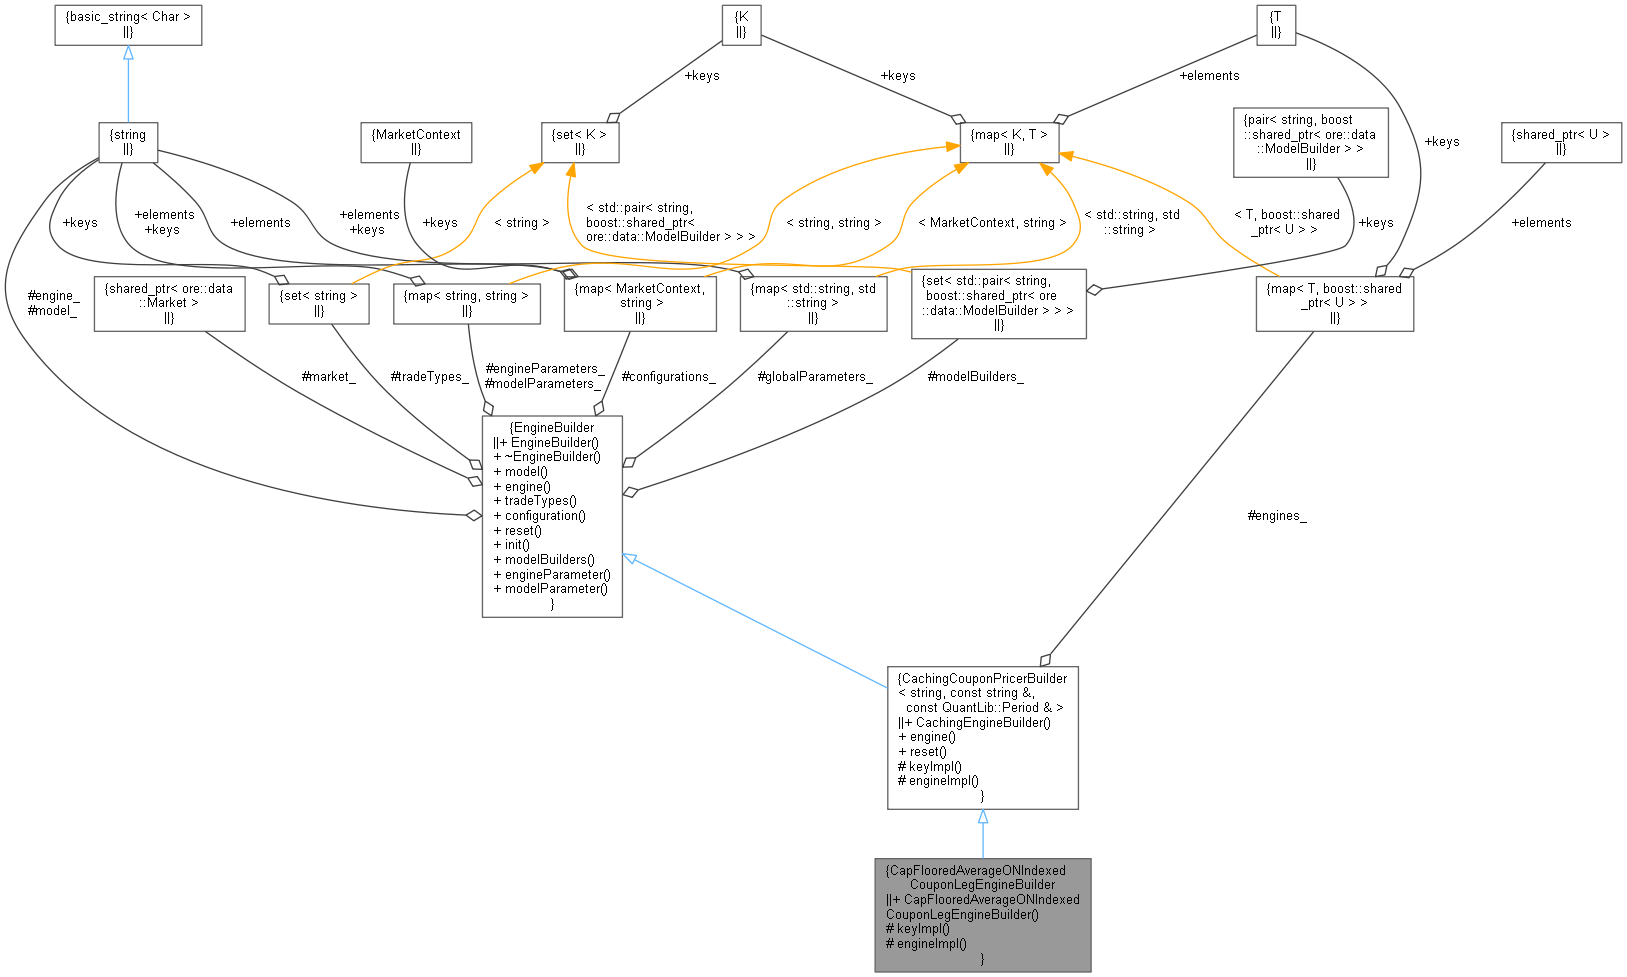 {basic_string< Char >
||}
{K
||}
{T
||}
+keys
+keys
+elements
{string
||}
{MarketContext
||}
{set< K >
||}
{map< K, T >
||}
{pair< string, boost
::shared_ptr< ore::data
::ModelBuilder > >
||}
+keys
{shared_ptr< U >
||}
+keys
+elements
+keys
+elements
+elements
+keys
+keys
< string >
< std::pair< string,
boost::shared_ptr<
ore::data::ModelBuilder > > >
< string, string >
< MarketContext, string >
< std::string, std
::string >
< T, boost::shared
_ptr< U > >
+keys
+elements
#engine_
#model_
{shared_ptr< ore::data
::Market >
||}
{set< string >
||}
{map< string, string >
||}
{map< MarketContext,
string >
||}
{map< std::string, std
::string >
||}
{set< std::pair< string,
boost::shared_ptr< ore
::data::ModelBuilder > > >
||}
{map< T, boost::shared
_ptr< U > >
||}
#market_
#tradeTypes_
#engineParameters_
#modelParameters_
#configurations_
#globalParameters_
#modelBuilders_
{EngineBuilder
||+ EngineBuilder()
+ ~EngineBuilder()
+ model()
+ engine()
+ tradeTypes()
+ configuration()
+ reset()
+ init()
+ modelBuilders()
+ engineParameter()
+ modelParameter()
}
#engines_
{CachingCouponPricerBuilder
< string, const string &,
const QuantLib::Period & >
||+ CachingEngineBuilder()
+ engine()
+ reset()
# keyImpl()
# engineImpl()
}
{CapFlooredAverageONIndexed
CouponLegEngineBuilder
||+ CapFlooredAverageONIndexed
CouponLegEngineBuilder()
# keyImpl()
# engineImpl()
}